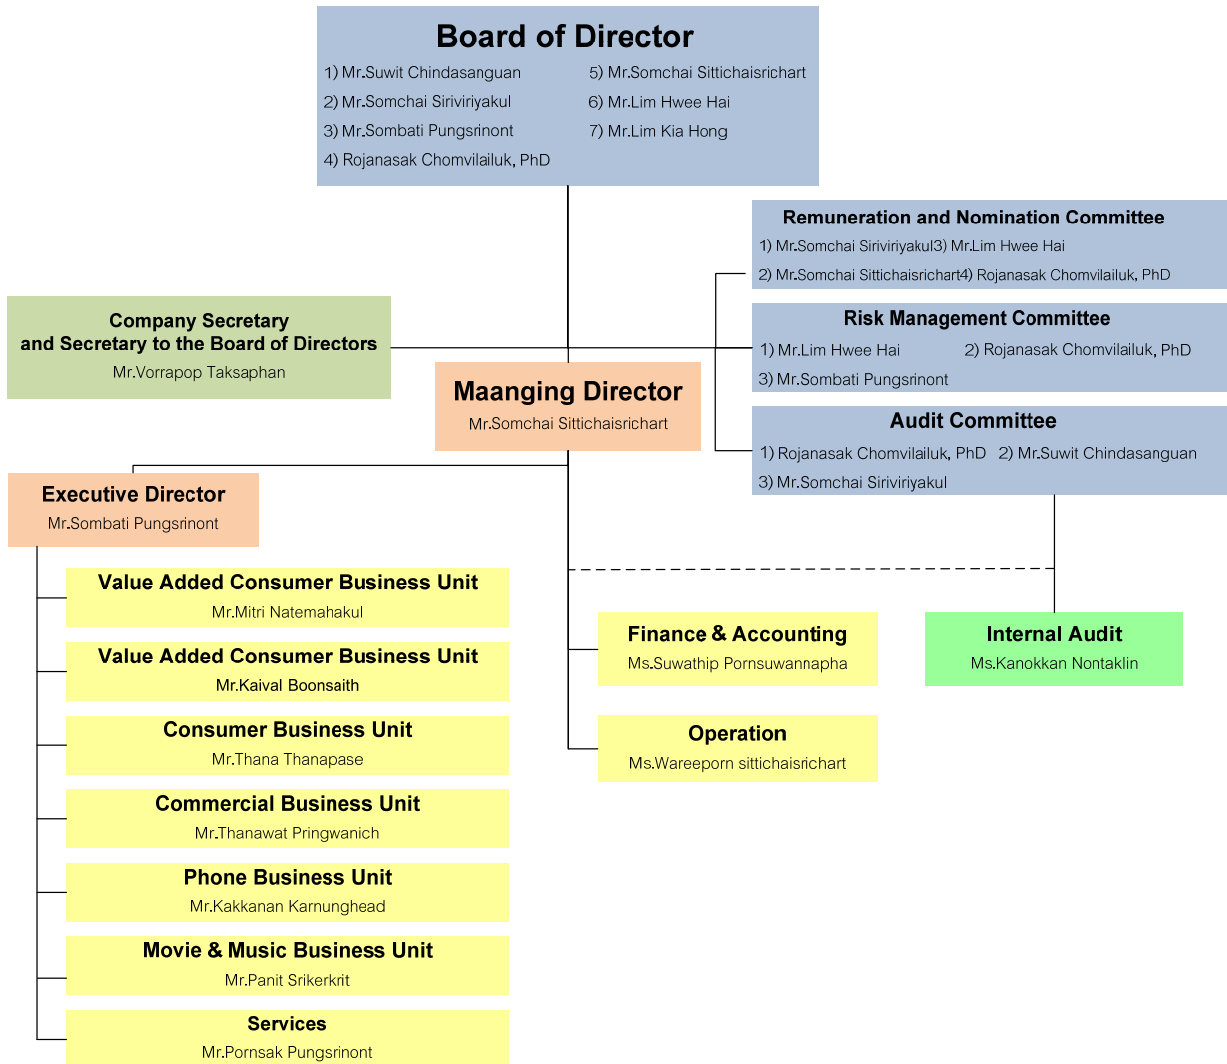 Board of Director
1) Mr.Suwit Chindasanguan 5) Mr.Somchai Sittichaisrichart
2) Mr.Somchai Siriviriyakul 6) Mr.Lim Hwee Hai
3) Mr.Sombati Pungsrinont 7) Mr.Lim Kia Hong
4) Rojanasak Chomvilailuk, PhD
Remuneration and Nomination Committee
1) Mr.Somchai Siriviriyakul3) Mr.Lim Hwee Hai
2) Mr.Somchai Sittichaisrichart4) Rojanasak Chomvilailuk, PhD
Company Secretary
and Secretary to the Board of Directors
Mr.Vorrapop Taksaphan
Risk Management Committee
1) Mr.Lim Hwee Hai 2) Rojanasak Chomvilailuk, PhD
3) Mr.Sombati Pungsrinont
Maanging Director
Mr.Somchai Sittichaisrichart
Audit Committee
1) Rojanasak Chomvilailuk, PhD 2) Mr.Suwit Chindasanguan
3) Mr.Somchai Siriviriyakul
Executive Director
Mr.Sombati Pungsrinont
Value Added Consumer Business Unit
Mr.Mitri Natemahakul
Value Added Consumer Business Unit
Mr.Kaival Boonsaith
Consumer Business Unit
Mr.Thana Thanapase
Commercial Business Unit
Mr.Thanawat Pringwanich
Phone Business Unit
Mr.Kakkanan Karnunghead
Movie & Music Business Unit
Mr.Panit Srikerkrit
Services
Mr.Pornsak Pungsrinont
Finance & Accounting
Ms.Suwathip Pornsuwannapha
Operation
Ms.Wareeporn sittichaisrichart
Internal Audit
Ms.Kanokkan Nontaklin